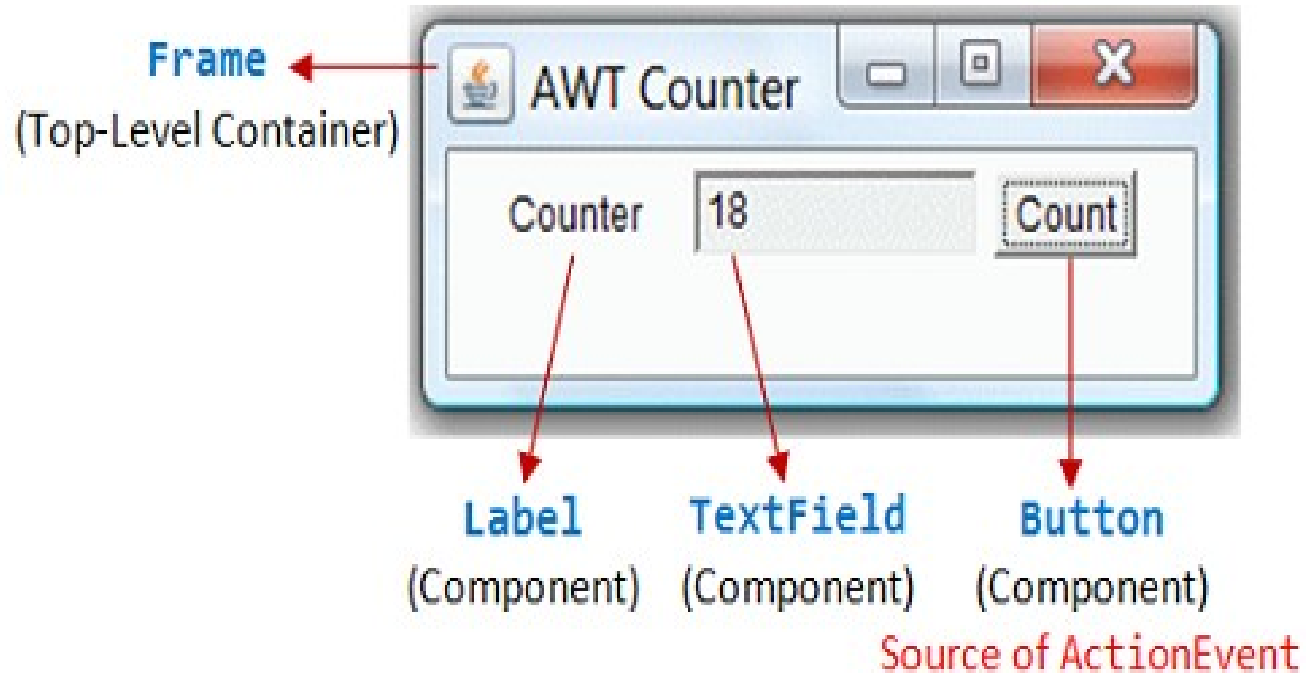 Frame
(Top-Level Container)
AWT Counter
Counter 18 Count
Label TextField Button
(Component) (Component) (Component)
Source of ActionEvent